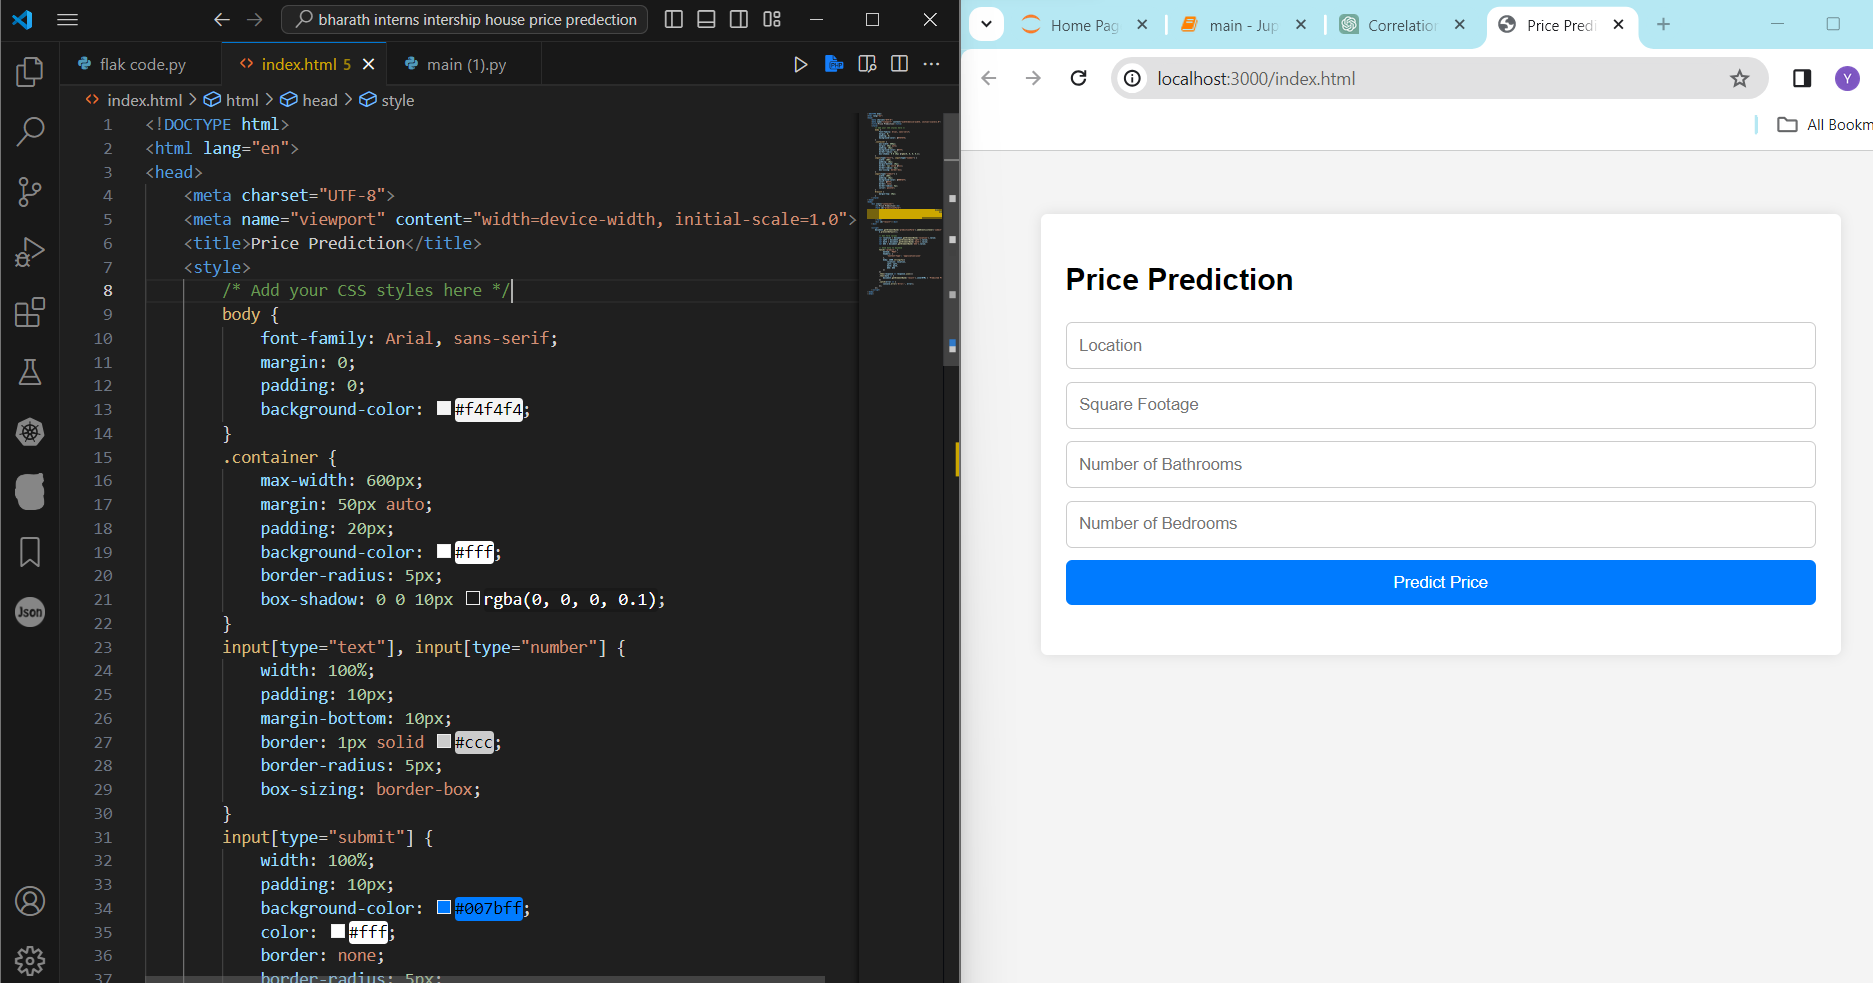 bharath interns intership house price predection
flak code.py
index.html 5
main (1).py
index.html > html > head > style
1 <!DOCTYPE html>
2 <html lang="en">
3 <head>
4 <meta charset="UTF-8">
5 <meta name="viewport" content="width=device-width, initial-scale=1.0">
6 <title>Price Prediction</title>
7 <style>
8 /* Add your CSS styles here */
9 body {
10 font-family: Arial, sans-serif;
11 margin: 0;
12 padding: 0;
13 background-color: #f4f4f4;
14 }
15 .container {
16 max-width: 600px;
17 margin: 50px auto;
18 padding: 20px;
19 background-color: #fff;
20 border-radius: 5px;
21 box-shadow: 0 0 10px rgba(0, 0, 0, 0.1);
22 }
23 input[type="text"], input[type="number"] {
24 width: 100%;
25 padding: 10px;
26 margin-bottom: 10px;
27 border: 1px solid #ccc;
28 border-radius: 5px;
29 box-sizing: border-box;
30 }
31 input[type="submit"] {
32 width: 100%;
33 padding: 10px;
34 background-color: #007bff;
35 color: #fff;
36 border: none;
37 border-radius: 5px;
Json
Home Pag
main - Jup
Correlation
Price Predi
localhost:3000/index.html
Y
All Bookm
Price Prediction
Location
Square Footage
Number of Bathrooms
Number of Bedrooms
Predict Price